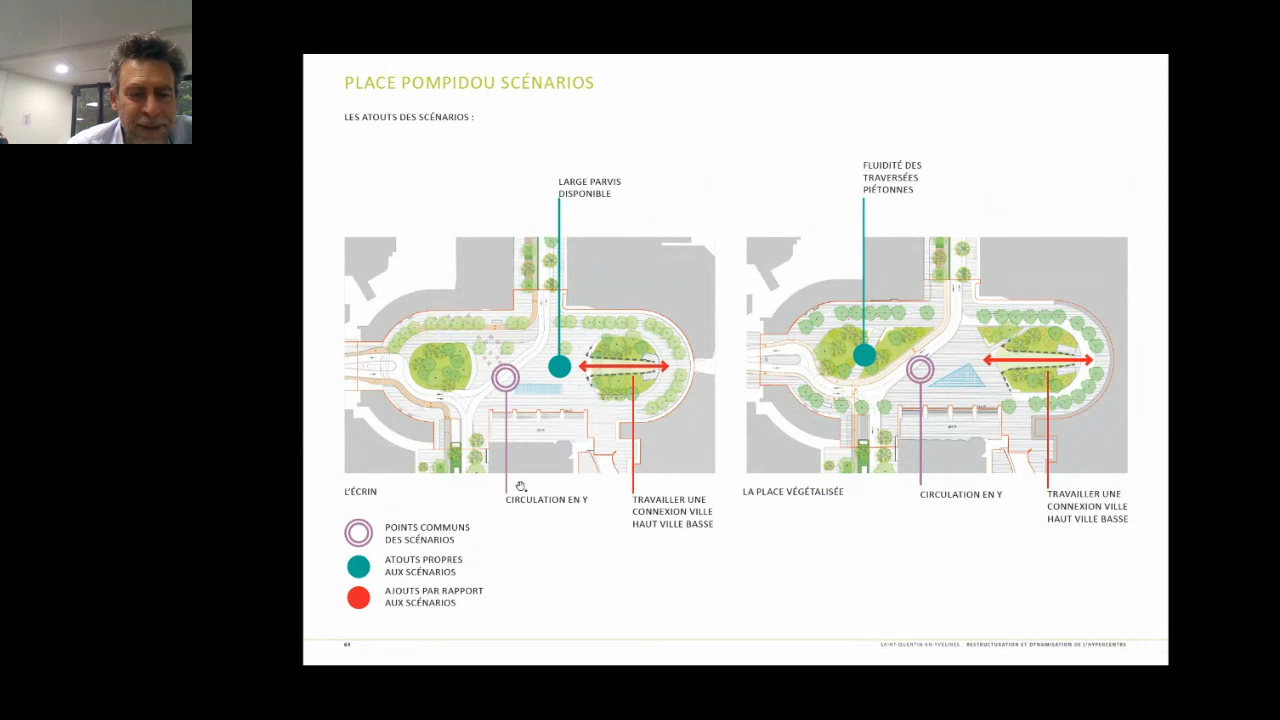 PLACE POMPIDOU SCÉNARIOS
LES ATOUTS DES SCÉNARIOS :
LARGE PARVIS
DISPONIBLE
FLUIDITÉ DES
TRAVERSÉES
PIÉTONNES
L'ÉCRIN
CIRCULATION EN Y
TRAVAILLER UNE
CONNEXION VILLE
HAUT VILLE BASSE
LA PLACE VÉGÉTALISÉE
CIRCULATION EN Y
TRAVAILLER UNE
CONNEXION VILLE
HAUT VILLE BASSE
POINTS COMMUNS
DES SCÉNARIOS
ATOUTS PROPRES
AUX SCÉNARIOS
AJOUTS PAR RAPPORT
AUX SCÉNARIOS
SAINT-QUENTIN-EN-YVELINES RESTRUCTURATION ET DYNAMISATION DE L'HYPERCENTRE